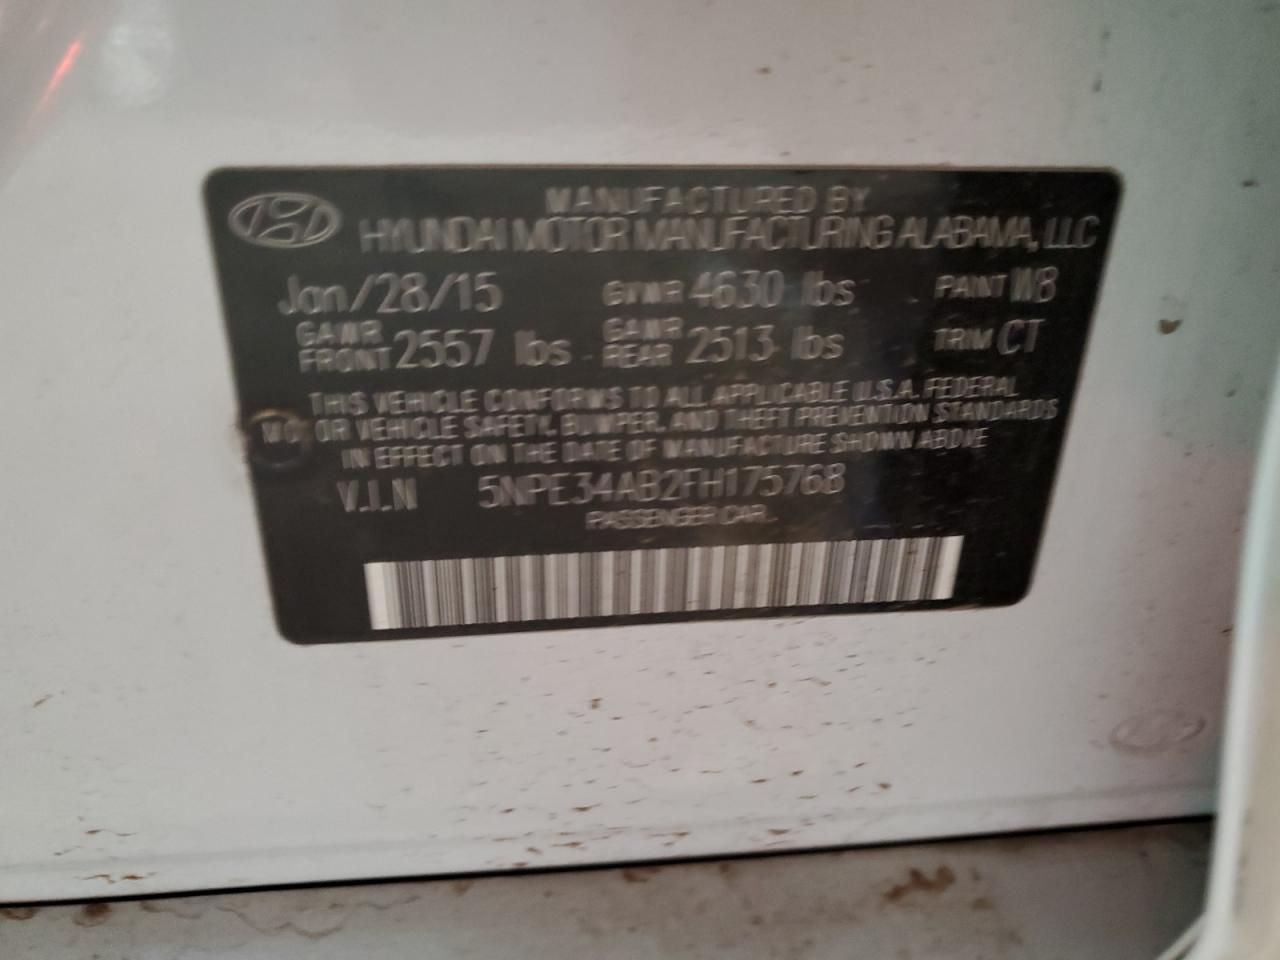 MANUFACTURED BY
HYUNDAI MOTOR MANUFACTURING ALABAMA, LLC
Jan/28/15 GVWR 4630 lbs PAINT W8
GAWR FRONT 2557 lbs GAWR REAR 2513 lbs TRIM CT
THIS VEHICLE CONFORMS TO ALL APPLICABLE U.S.A. FEDERAL
MOTOR VEHICLE SAFETY, BUMPER, AND THEFT PREVENTION STANDARDS
IN EFFECT ON THE DATE OF MANUFACTURE SHOWN ABOVE
V.I.N 5NPE34AB2FH175768
PASSENGER CAR